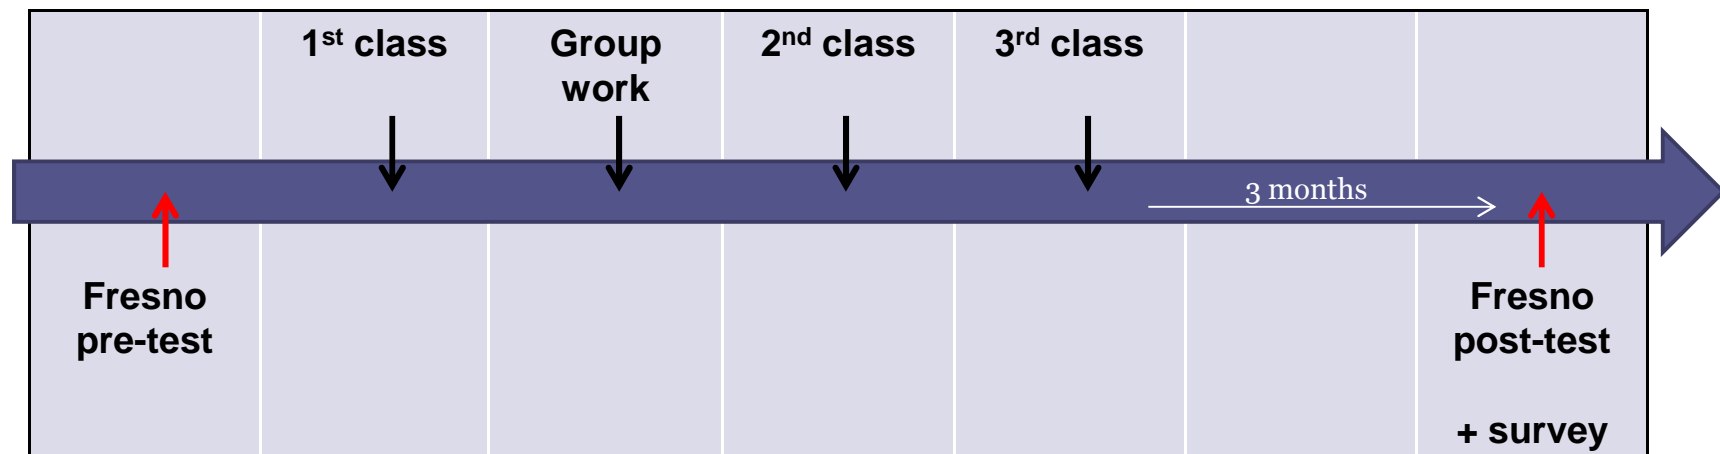 1st class
Group
work
2nd class
3rd class
3 months
Fresno
pre-test
Fresno
post-test
+ survey